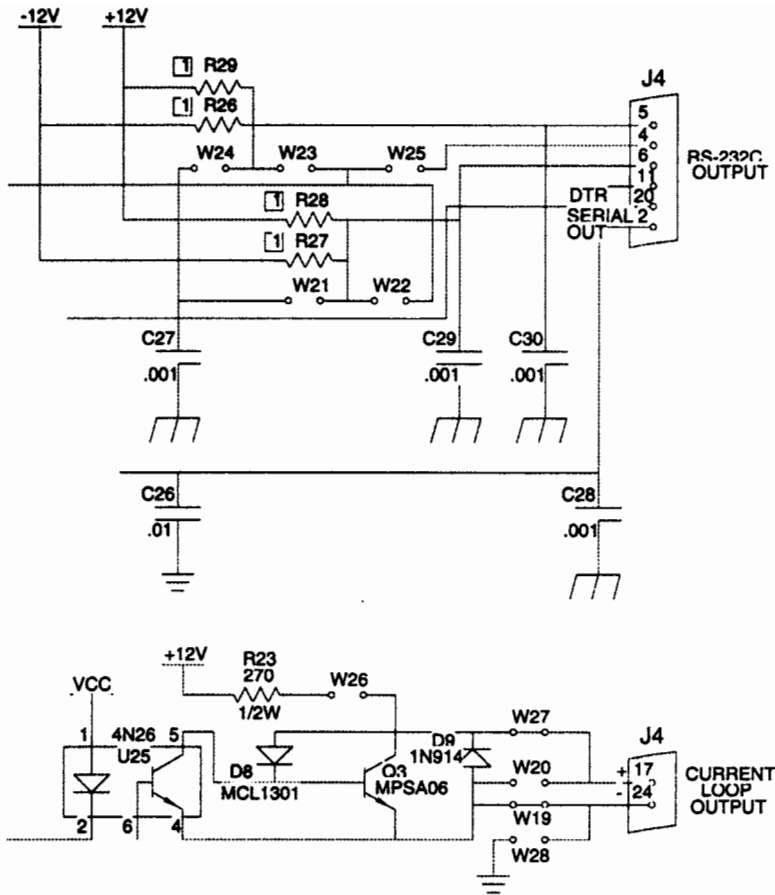 -12V +12V
1 R29
1 R26
J4
5
4
6
11
20
2
RS-232C
OUTPUT
W24 W23 W25
DTR
SERIAL
OUT
1 R28
1 R27
W21 W22
C27
.001
C29
.001
C30
.001
C26
.01
C28
.001
+12V
R23
270
1/2W
W26
VCC
1 4N26 5
U25
2 6 4
D8
MCL1301
Q3
MPSA06
D9
1N914
W27
W20
W19
W28
J4
+ 17
- 24
CURRENT
LOOP
OUTPUT